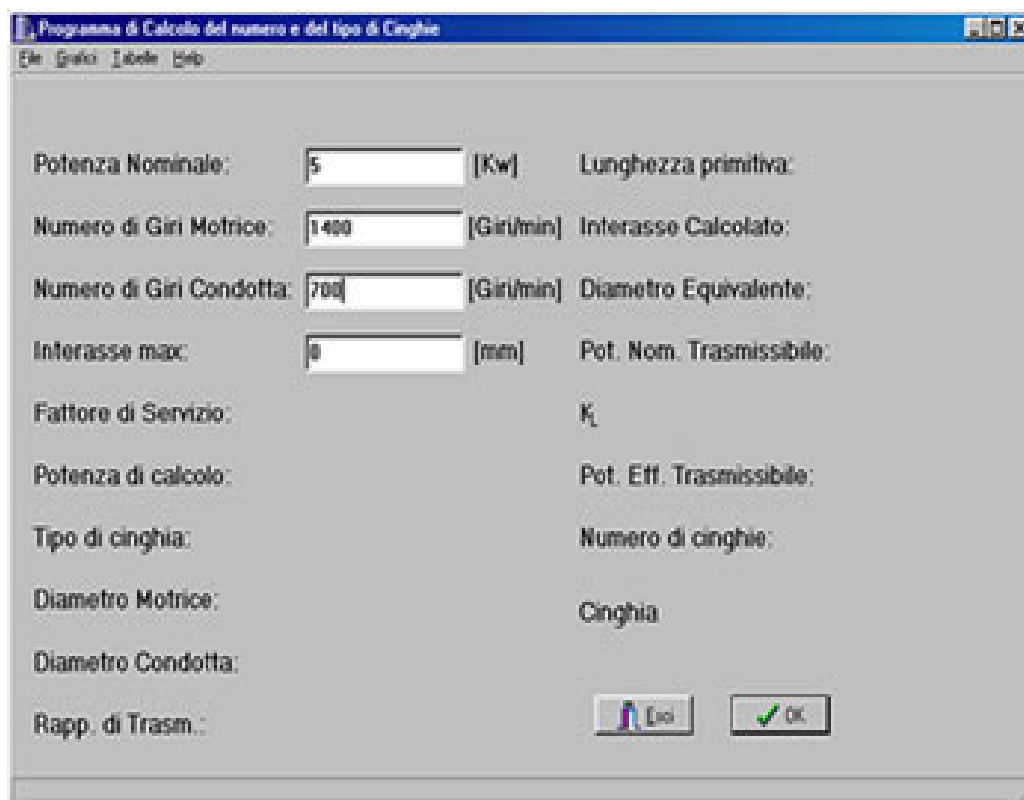 Programma di Calcolo del numero e del tipo di Cinghie
File Grafici Tabelle Help
Potenza Nominale: 5 [Kw]
Numero di Giri Motrice: 1400 [Giri/min]
Numero di Giri Condotta: 700 [Giri/min]
Interasse max: 0 [mm]
Fattore di Servizio:
Potenza di calcolo:
Tipo di cinghia:
Diametro Motrice:
Diametro Condotta:
Rapp. di Trasm.:
Lunghezza primitiva:
Interasse Calcolato:
Diametro Equivalente:
Pot. Nom. Trasmissibile:
KL
Pot. Eff. Trasmissibile:
Numero di cinghie:
Cinghia
Esci
OK